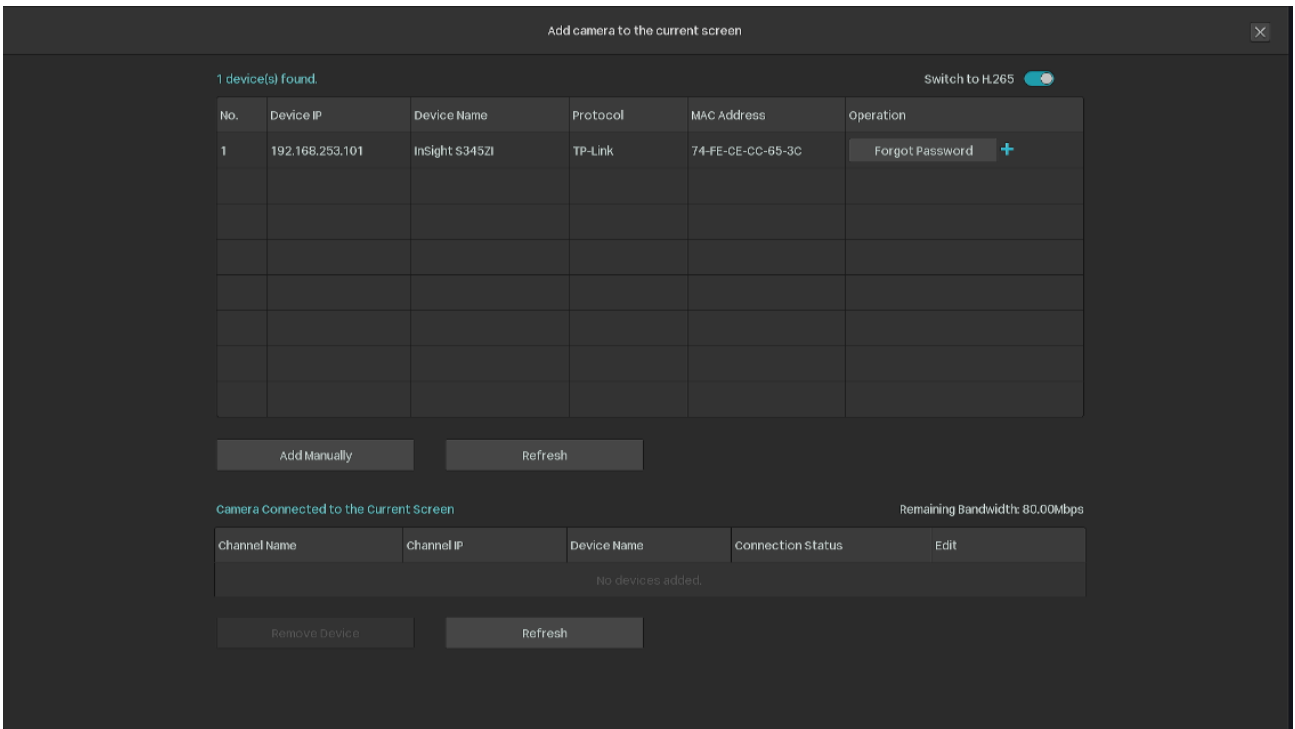 Add camera to the current screen
1 device(s) found. Switch to H.265
No. Device IP Device Name Protocol MAC Address Operation
1 192.168.253.101 InSight S345ZI TP-Link 74-FE-CE-CC-65-3C Forgot Password
Add Manually Refresh
Camera Connected to the Current Screen Remaining Bandwidth: 80.00Mbps
Channel Name Channel IP Device Name Connection Status Edit
No devices added.
Remove Device Refresh